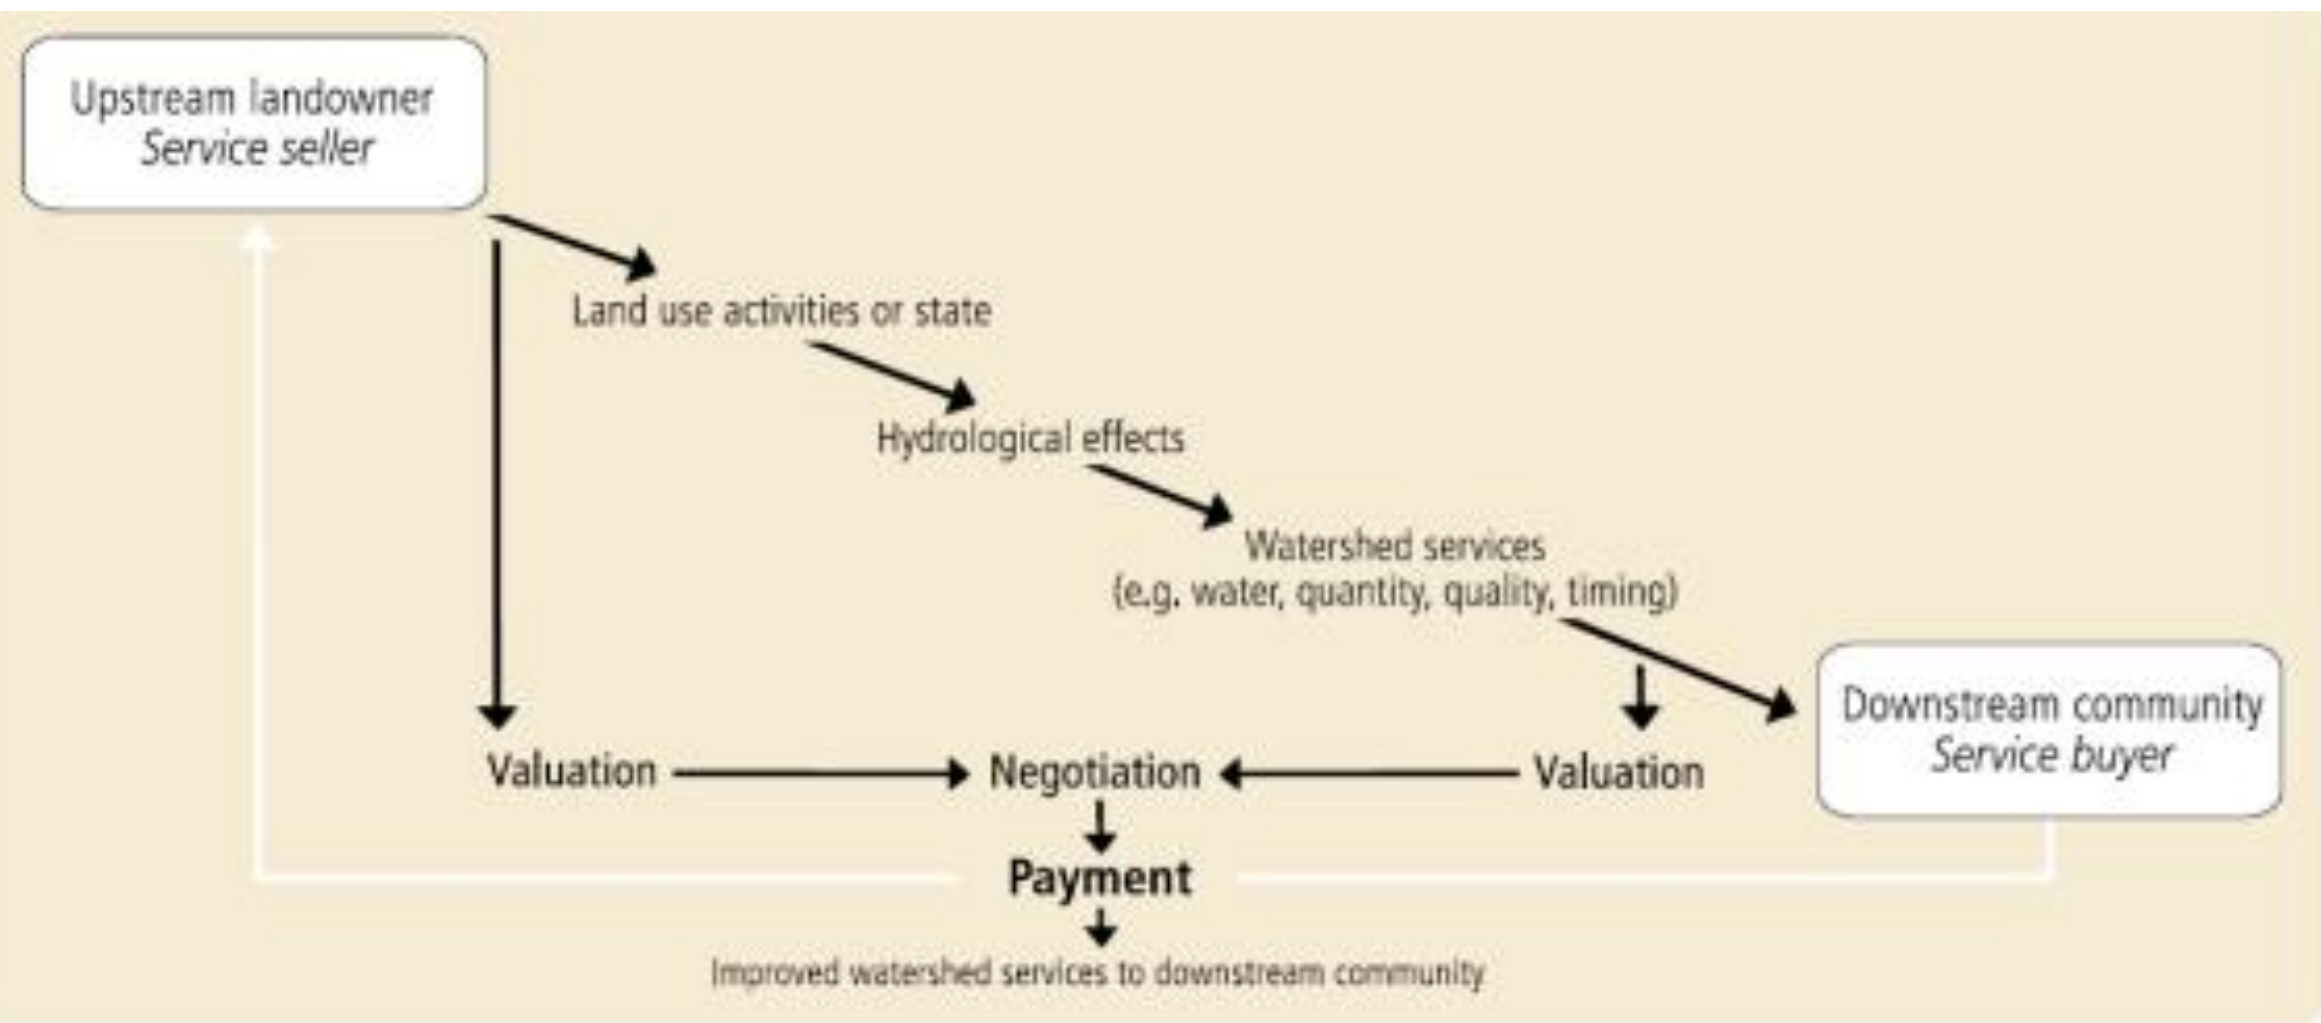 Upstream landowner
Service seller
Land use activities or state
Hydrological effects
Watershed services
(e.g. water, quantity, quality, timing)
Downstream community
Service buyer
Valuation
Negotiation
Valuation
Payment
Improved watershed services to downstream community